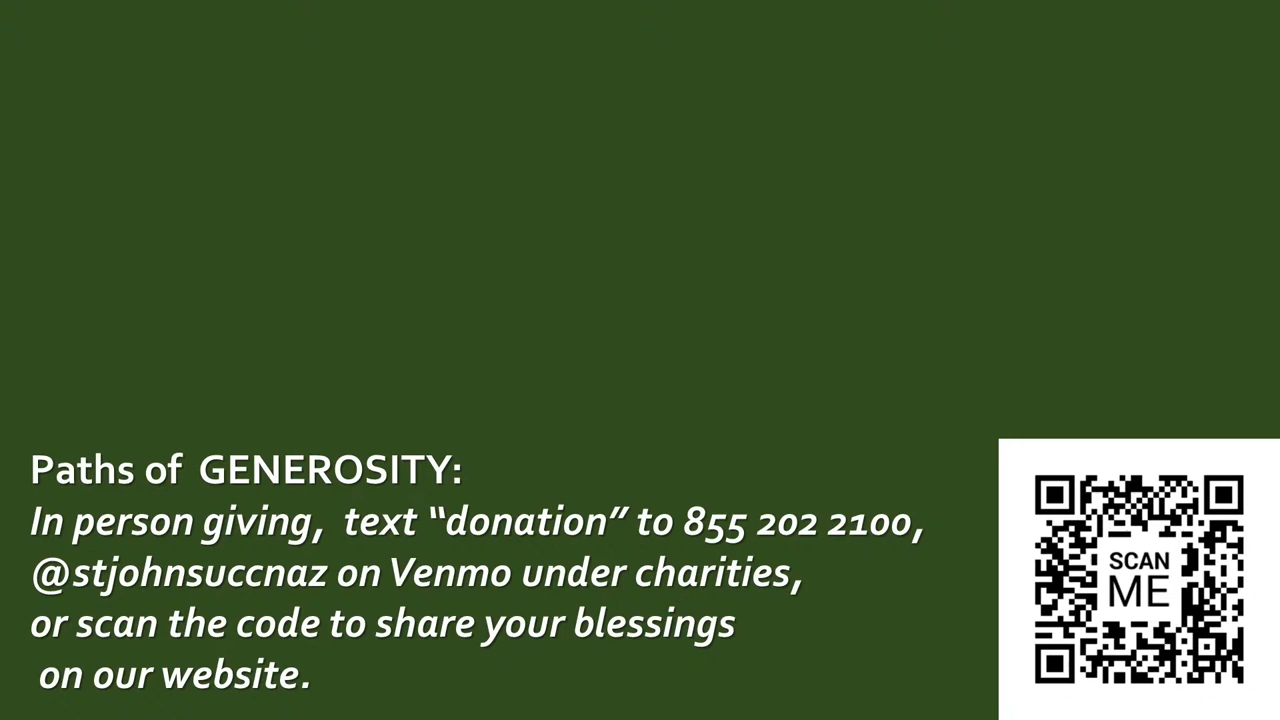 Paths of GENEROSITY:
In person giving, text “donation” to 855 202 2100,
@stjohnsuccnaz on Venmo under charities,
or scan the code to share your blessings
on our website.
SCAN
ME